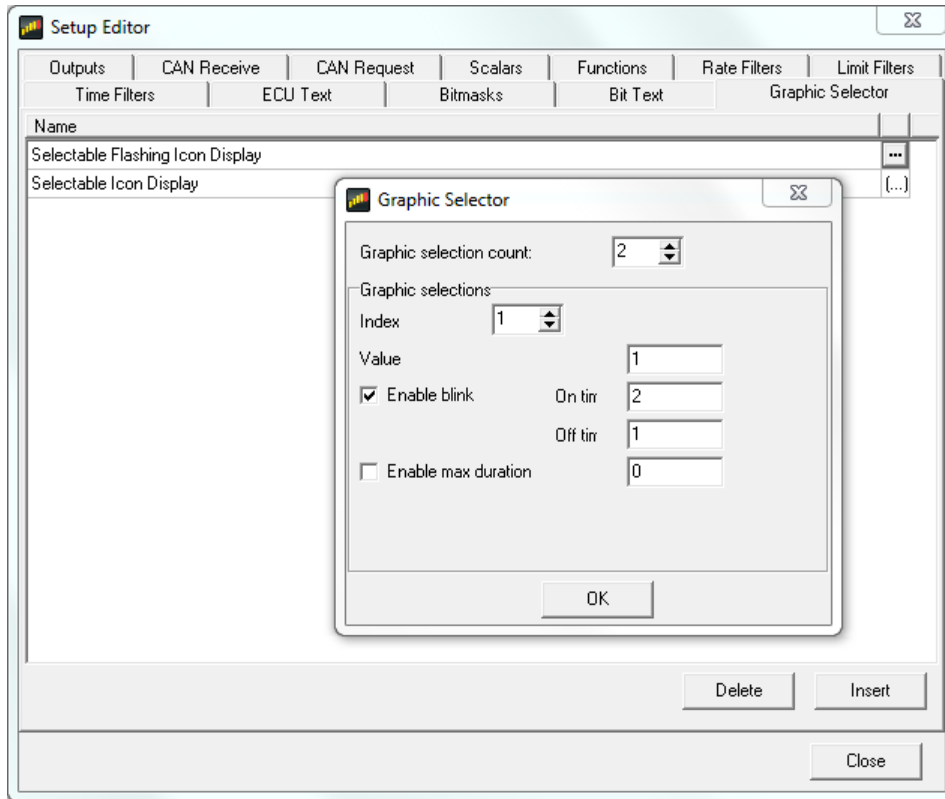 Setup Editor
Outputs CAN Receive CAN Request Scalars Functions Rate Filters Limit Filters
Time Filters ECU Text Bitmasks Bit Text Graphic Selector
Name
Selectable Flashing Icon Display ...
Selectable Icon Display (...)
Graphic Selector
Graphic selection count: 2
Graphic selections
Index 1
Value 1
Enable blink On tim 2
Off tim 1
Enable max duration 0
OK
Delete Insert
Close